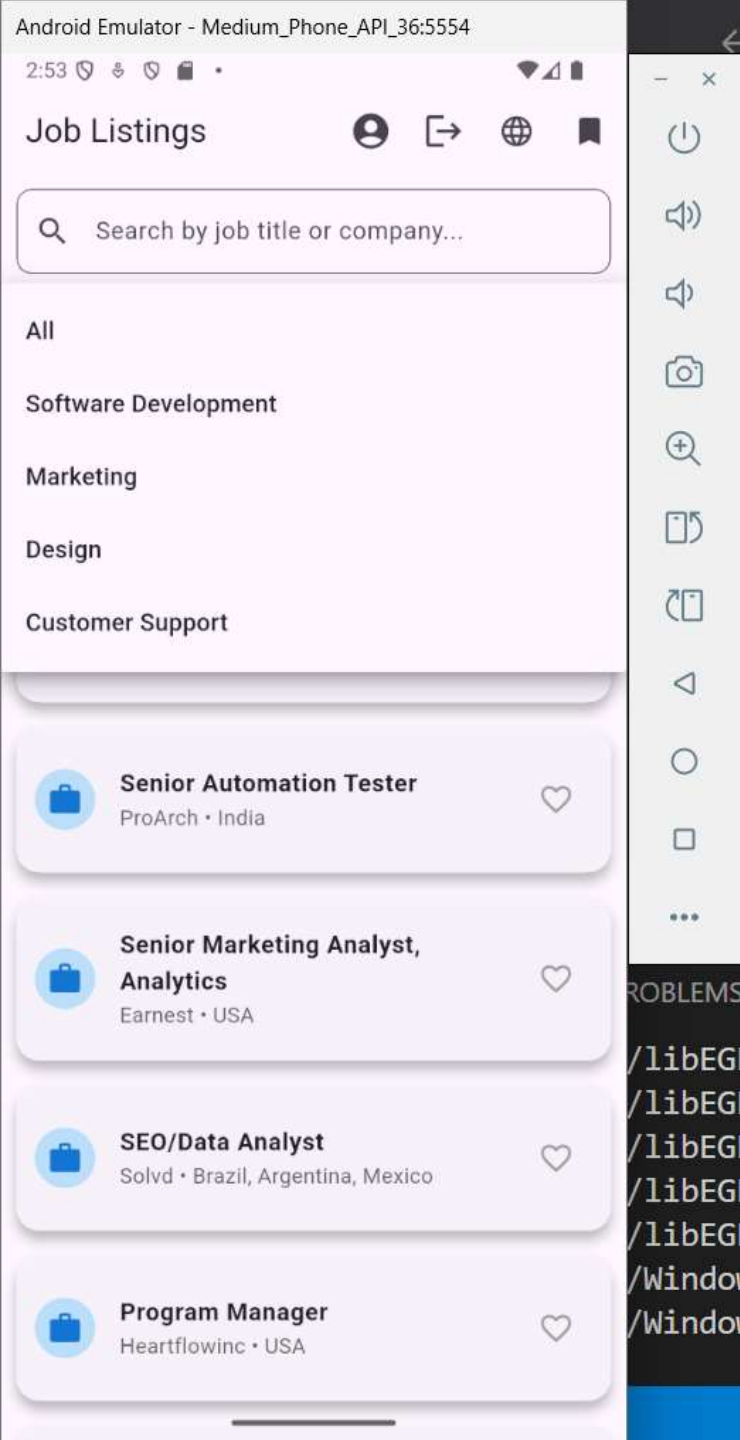 Android Emulator - Medium_Phone_API_36:5554
2:53
Job Listings
Search by job title or company...
All
Software Development
Marketing
Design
Customer Support
Senior Automation Tester
ProArch • India
Senior Marketing Analyst,
Analytics
Earnest • USA
SEO/Data Analyst
Solvd • Brazil, Argentina, Mexico
Program Manager
Heartflowinc • USA
ROBLEMS
/libEG
/libEG
/libEG
/libEG
/libEG
/Windo
/Windo